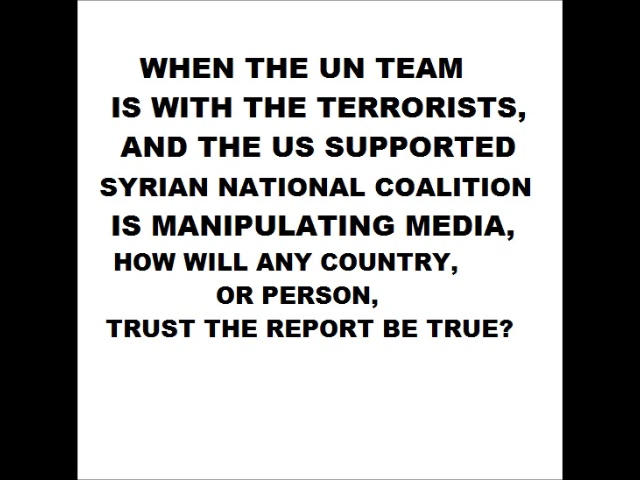 WHEN THE UN TEAM
IS WITH THE TERRORISTS,
AND THE US SUPPORTED
SYRIAN NATIONAL COALITION
IS MANIPULATING MEDIA,
HOW WILL ANY COUNTRY,
OR PERSON,
TRUST THE REPORT BE TRUE?